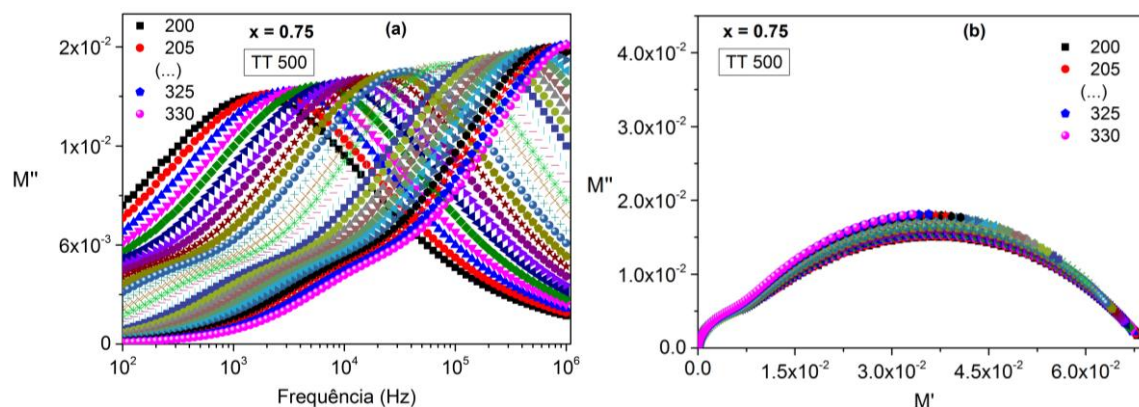 x = 0.75
(a)
TT 500
200
205
(...)
325
330
2x10⁻²
1x10⁻²
6x10⁻³
0
M''
10² 10³ 10⁴ 10⁵ 10⁶
Frequência (Hz)
x = 0.75
(b)
TT 500
200
205
(...)
325
330
4.0x10⁻²
3.0x10⁻²
2.0x10⁻²
1.0x10⁻²
0.0
M''
0.0 1.5x10⁻² 3.0x10⁻² 4.5x10⁻² 6.0x10⁻²
M'